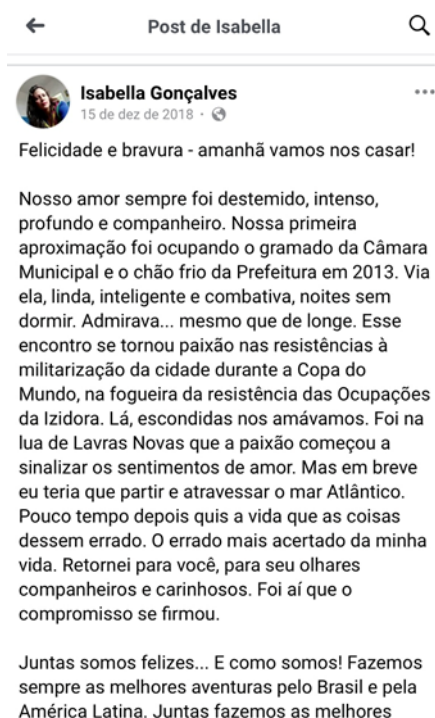 Post de Isabella
Isabella Gonçalves
15 de dez de 2018 ·
Felicidade e bravura - amanhã vamos nos casar!
Nosso amor sempre foi destemido, intenso,
profundo e companheiro. Nossa primeira
aproximação foi ocupando o gramado da Câmara
Municipal e o chão frio da Prefeitura em 2013. Via
ela, linda, inteligente e combativa, noites sem
dormir. Admirava... mesmo que de longe. Esse
encontro se tornou paixão nas resistências à
militarização da cidade durante a Copa do
Mundo, na fogueira da resistência das Ocupações
da Izidora. Lá, escondidas nos amávamos. Foi na
lua de Lavras Novas que a paixão começou a
sinalizar os sentimentos de amor. Mas em breve
eu teria que partir e atravessar o mar Atlântico.
Pouco tempo depois quis a vida que as coisas
dessem errado. O errado mais acertado da minha
vida. Retornei para você, para seu olhares
companheiros e carinhosos. Foi aí que o
compromisso se firmou.
Juntas somos felizes... E como somos! Fazemos
sempre as melhores aventuras pelo Brasil e pela
América Latina. Juntas fazemos as melhores